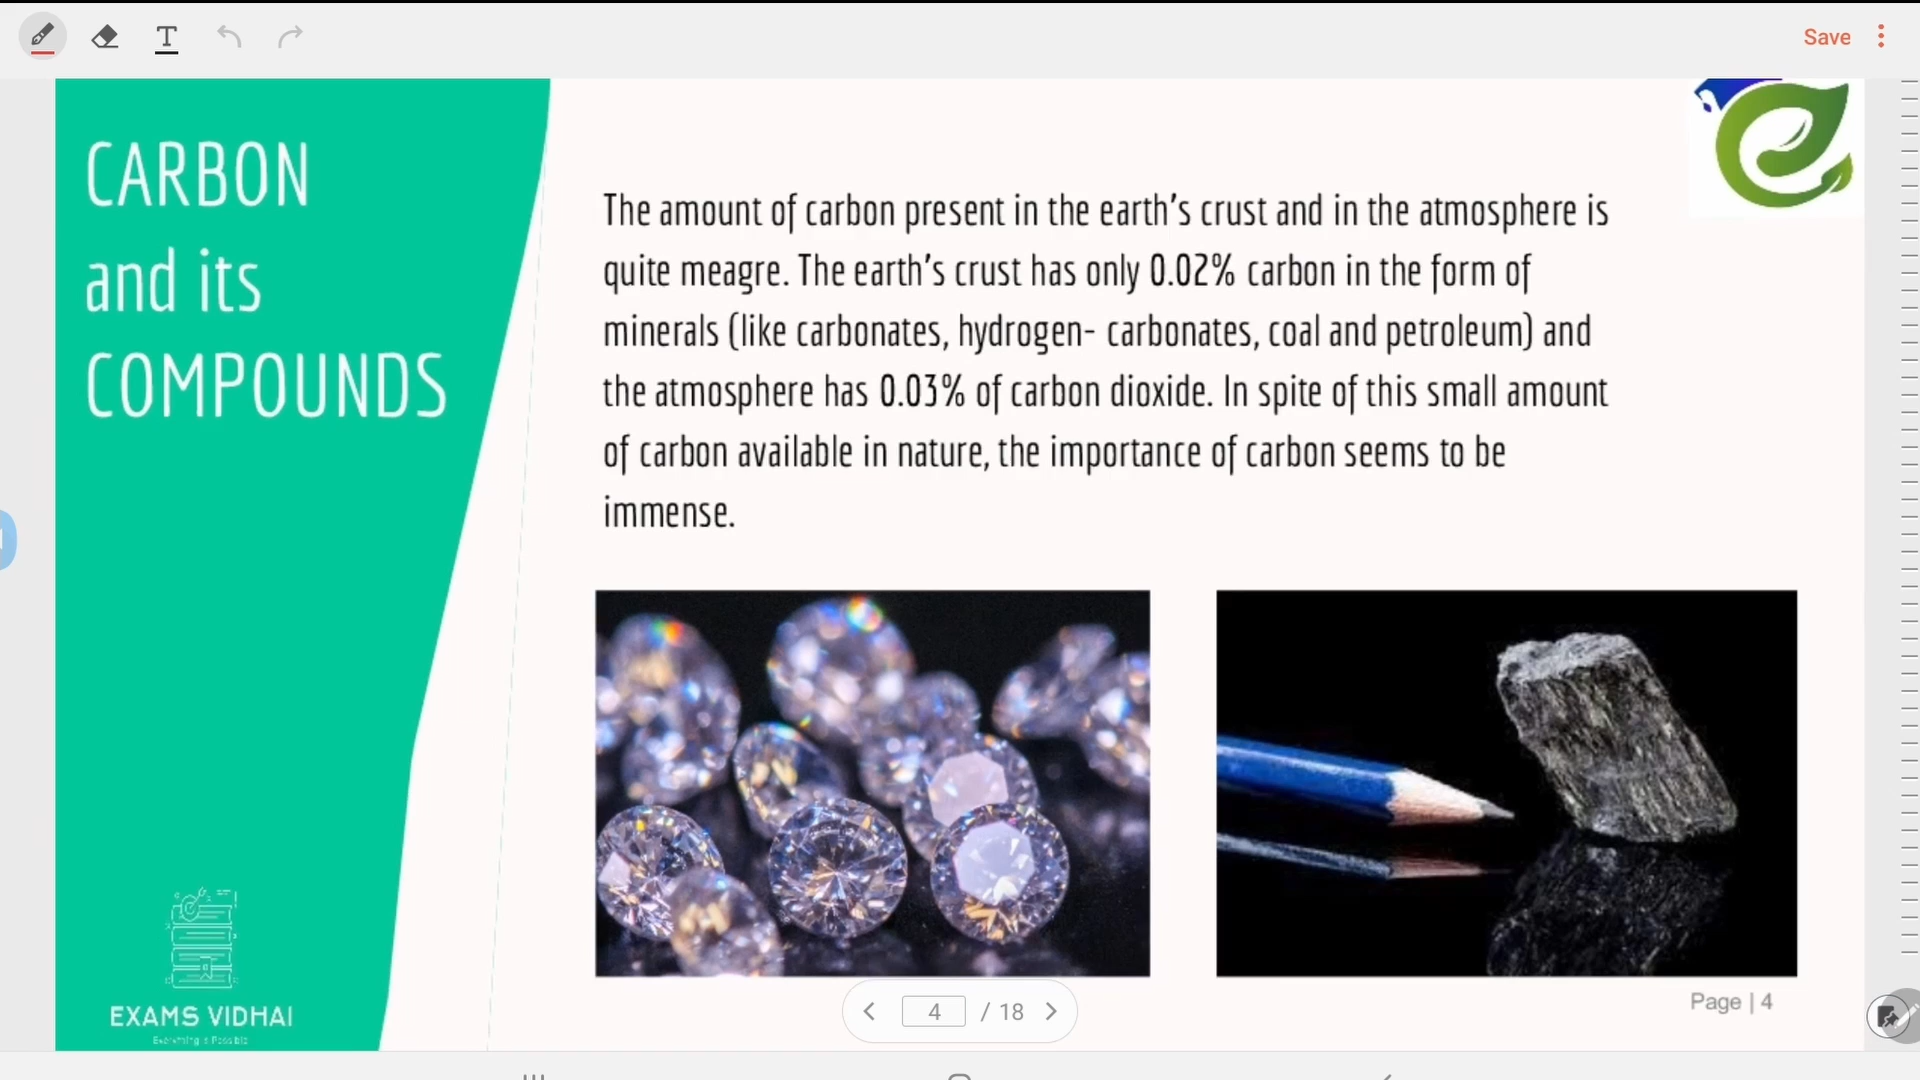 T
Save
CARBON
and its
COMPOUNDS
The amount of carbon present in the earth's crust and in the atmosphere is
quite meagre. The earth's crust has only 0.02% carbon in the form of
minerals (like carbonates, hydrogen- carbonates, coal and petroleum) and
the atmosphere has 0.03% of carbon dioxide. In spite of this small amount
of carbon available in nature, the importance of carbon seems to be
immense.
EXAMS VIDHAI
Everything is Possible
4 / 18
Page | 4